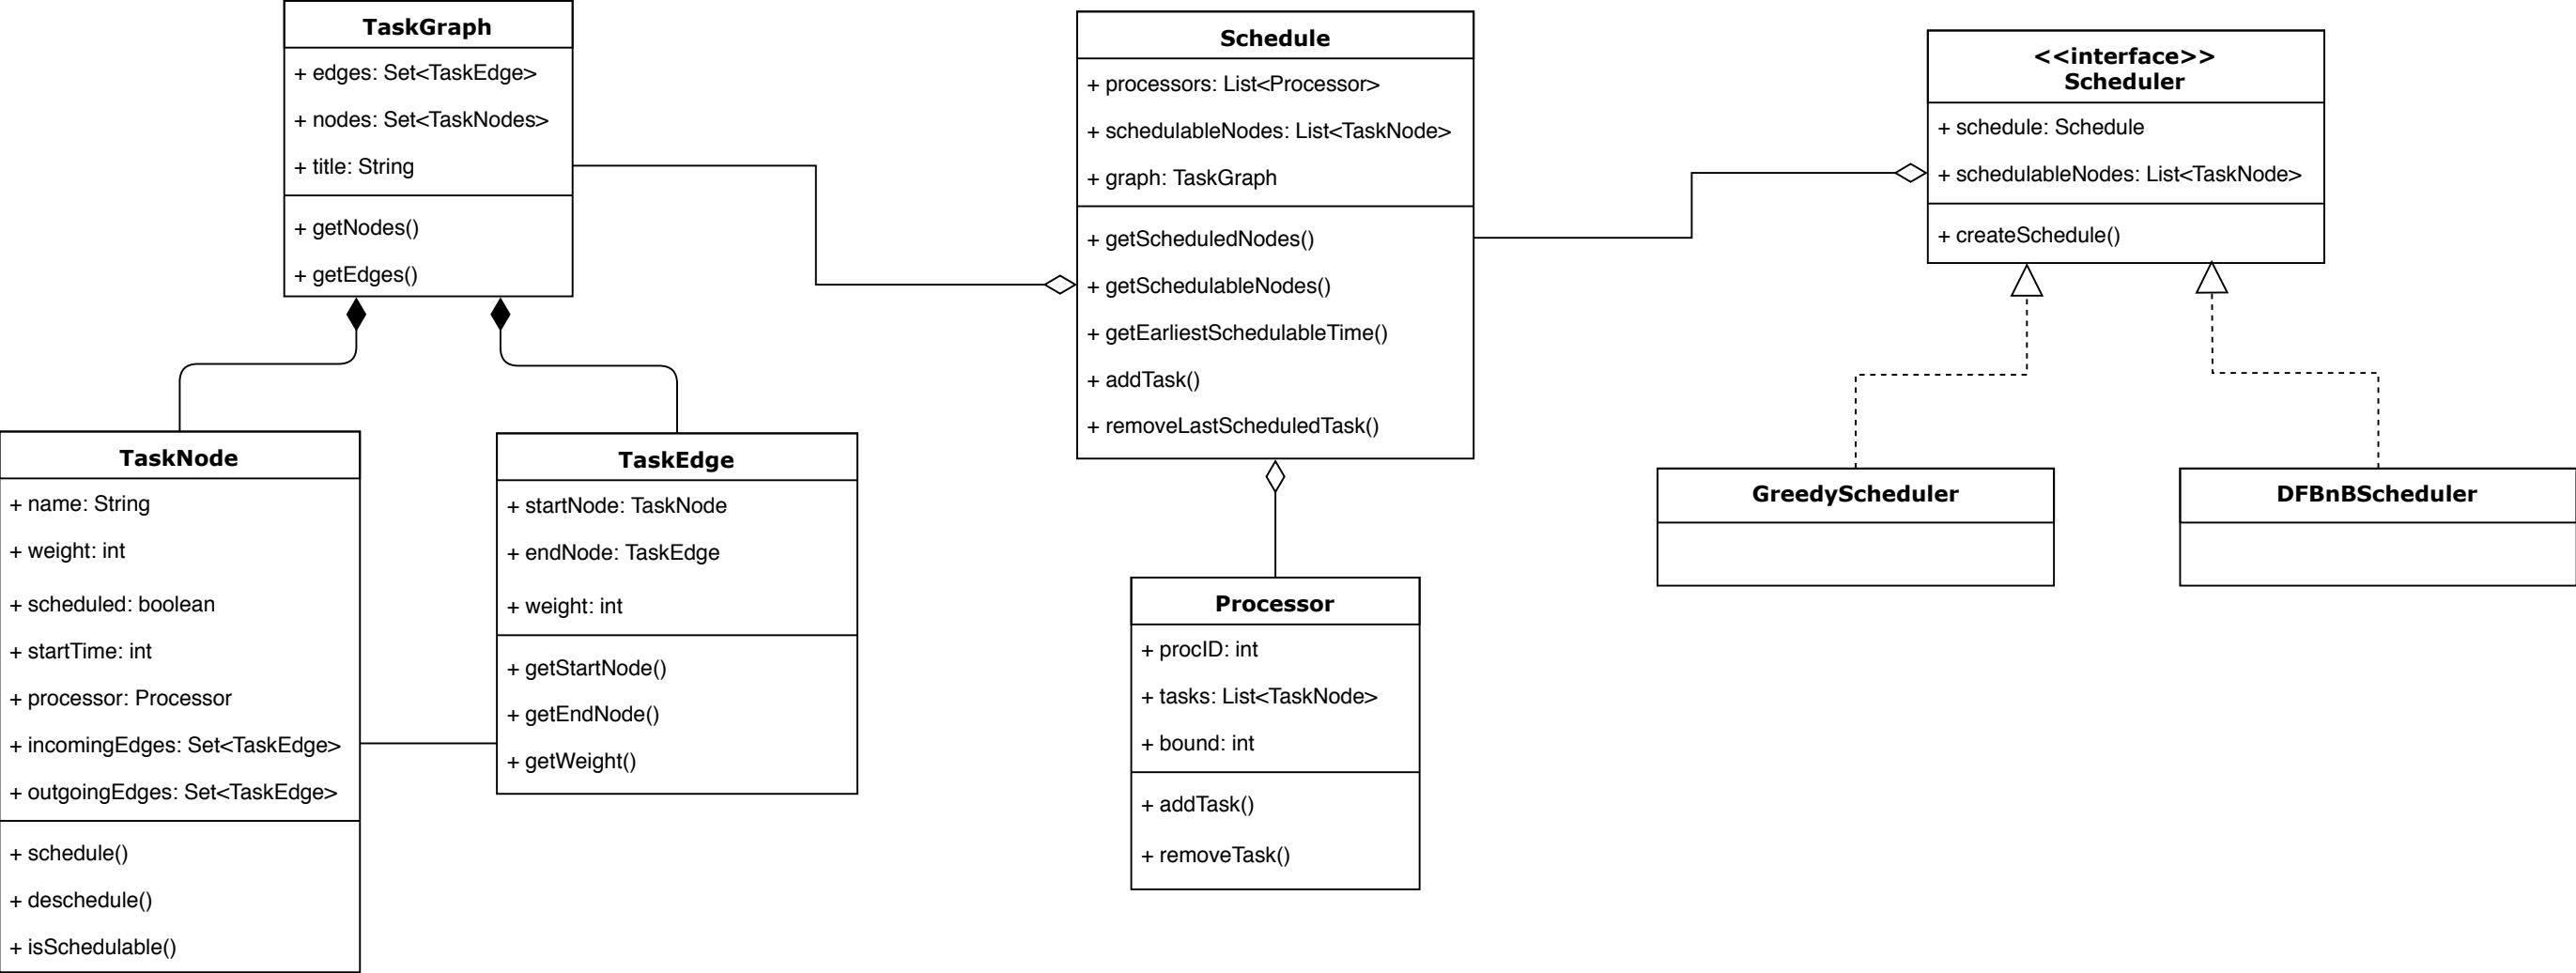 TaskGraph
+ edges: Set<TaskEdge>
+ nodes: Set<TaskNodes>
+ title: String
+ getNodes()
+ getEdges()
TaskNode
+ name: String
+ weight: int
+ scheduled: boolean
+ startTime: int
+ processor: Processor
+ incomingEdges: Set<TaskEdge>
+ outgoingEdges: Set<TaskEdge>
+ schedule()
+ deschedule()
+ isSchedulable()
TaskEdge
+ startNode: TaskNode
+ endNode: TaskEdge
+ weight: int
+ getStartNode()
+ getEndNode()
+ getWeight()
Schedule
+ processors: List<Processor>
+ schedulableNodes: List<TaskNode>
+ graph: TaskGraph
+ getScheduledNodes()
+ getSchedulableNodes()
+ getEarliestSchedulableTime()
+ addTask()
+ removeLastScheduledTask()
Processor
+ procID: int
+ tasks: List<TaskNode>
+ bound: int
+ addTask()
+ removeTask()
<<interface>>
Scheduler
+ schedule: Schedule
+ schedulableNodes: List<TaskNode>
+ createSchedule()
GreedyScheduler
DFBnBScheduler